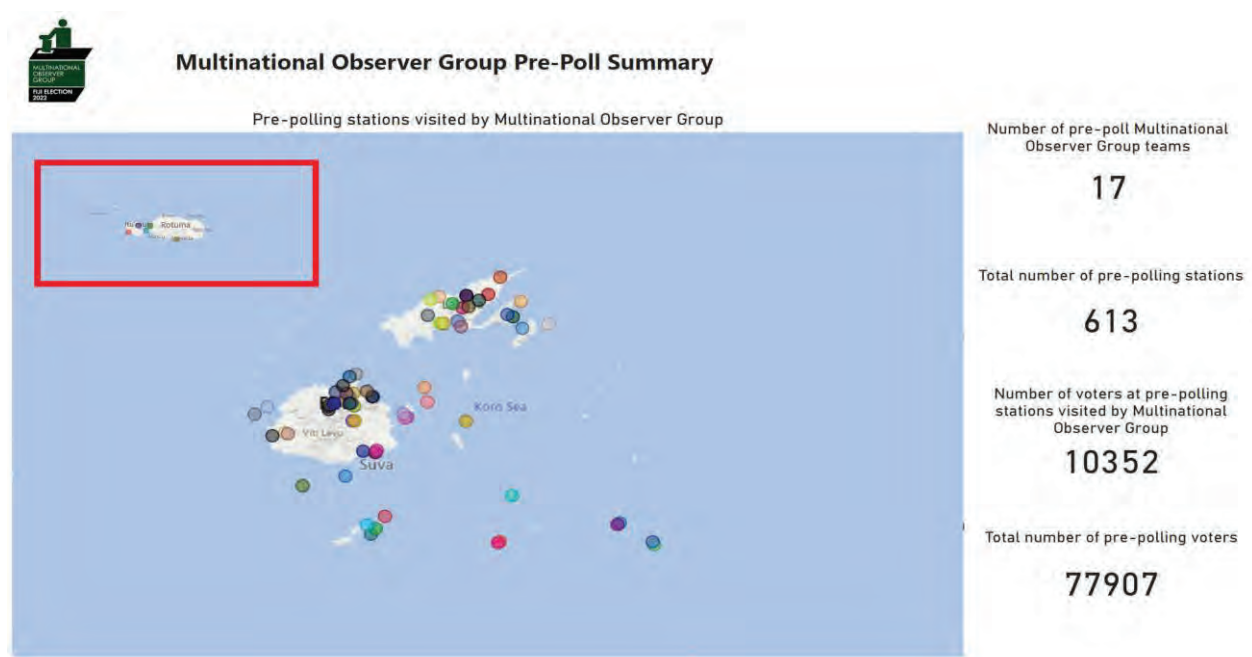 MULTINATIONAL
OBSERVER
GROUP
FIJI ELECTION
2022
Multinational Observer Group Pre-Poll Summary
Pre-polling stations visited by Multinational Observer Group
Number of pre-poll Multinational
Observer Group teams
17
Total number of pre-polling stations
613
Number of voters at pre-polling
stations visited by Multinational
Observer Group
10352
Total number of pre-polling voters
77907
Rotuma
Koro Sea
Viti Levu
Suva